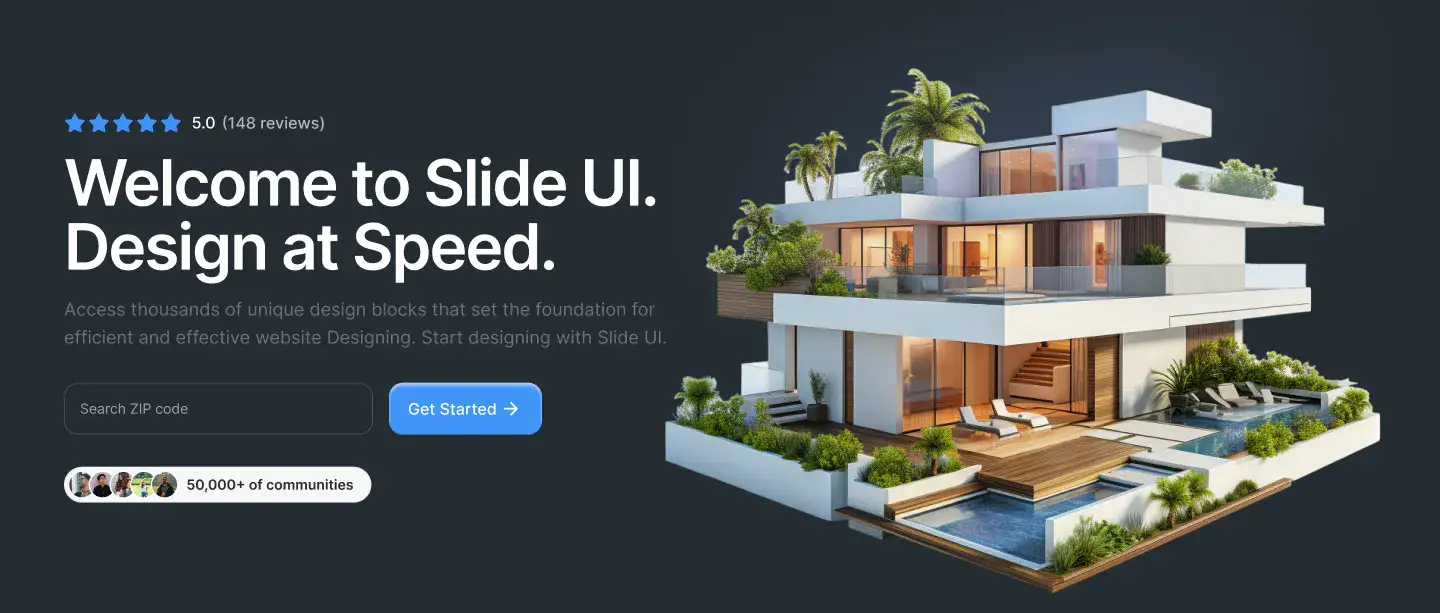 5.0 (148 reviews)
Welcome to Slide UI.
Design at Speed.
Access thousands of unique design blocks that set the foundation for
efficient and effective website Designing. Start designing with Slide UI.
Search ZIP code
Get Started →
50,000+ of communities